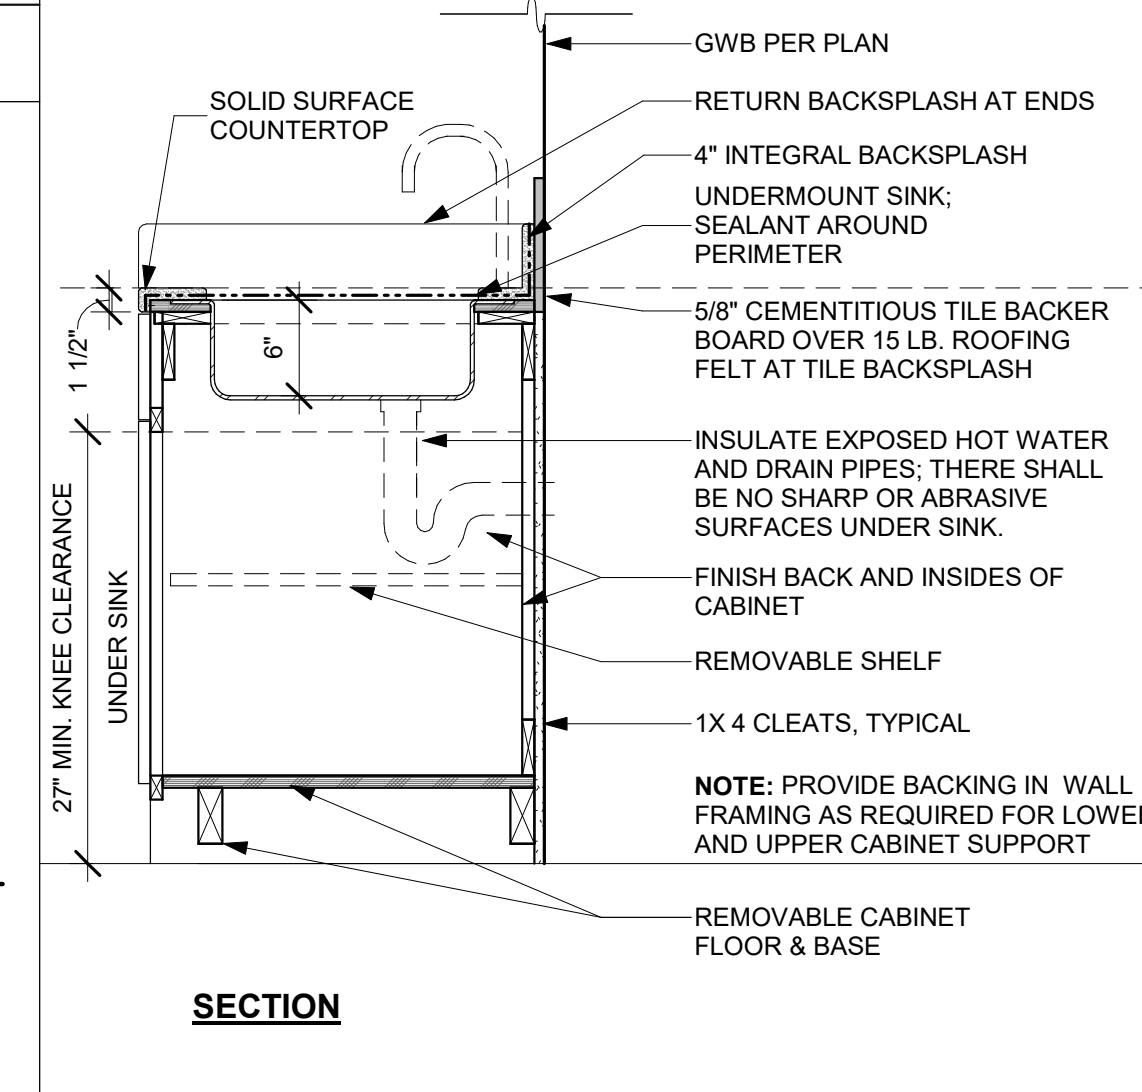 GWB PER PLAN
SOLID SURFACE
COUNTERTOP
RETURN BACKSPLASH AT ENDS
4" INTEGRAL BACKSPLASH
UNDERMOUNT SINK;
SEALANT AROUND
PERIMETER
5/8" CEMENTITIOUS TILE BACKER
BOARD OVER 15 LB. ROOFING
FELT AT TILE BACKSPLASH
1 1/2"
6"
INSULATE EXPOSED HOT WATER
AND DRAIN PIPES; THERE SHALL
BE NO SHARP OR ABRASIVE
SURFACES UNDER SINK.
27" MIN. KNEE CLEARANCE
UNDER SINK
FINISH BACK AND INSIDES OF
CABINET
REMOVABLE SHELF
1X 4 CLEATS, TYPICAL
NOTE: PROVIDE BACKING IN WALL
FRAMING AS REQUIRED FOR LOWER
AND UPPER CABINET SUPPORT
REMOVABLE CABINET
FLOOR & BASE
SECTION